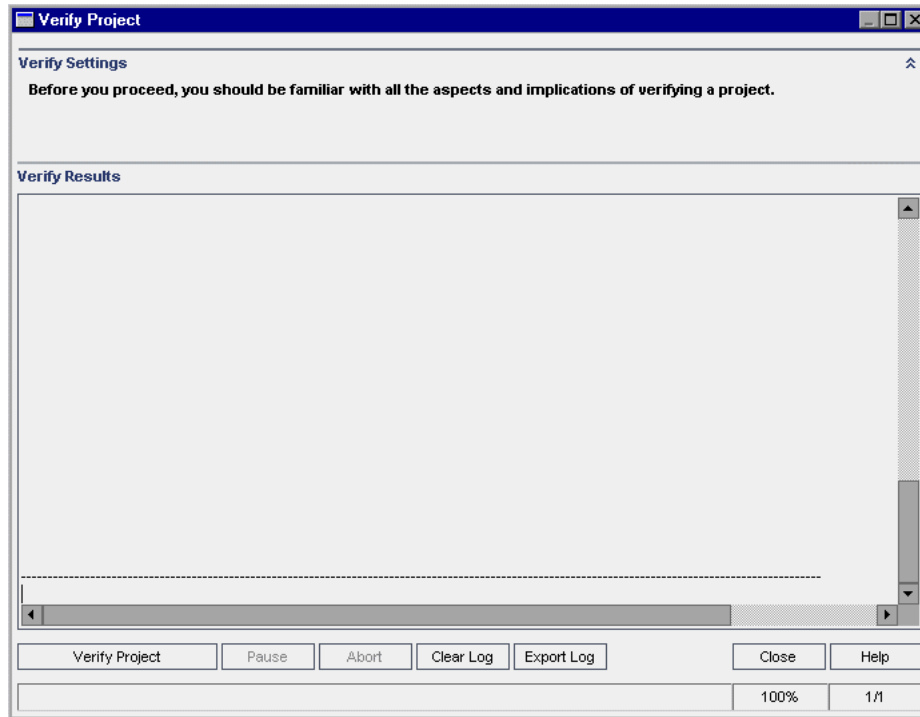 Verify Project
Verify Settings
Before you proceed, you should be familiar with all the aspects and implications of verifying a project.
Verify Results
--------------------------------------------------------------------------------------------------------------------------------------------------------
Verify Project Pause Abort Clear Log Export Log Close Help
100% 1/1